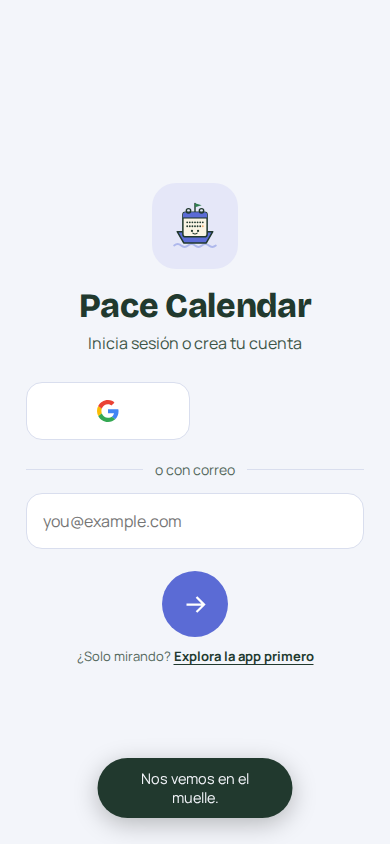 Pace Calendar
Inicia sesión o crea tu cuenta
o con correo
you@example.com
¿Solo mirando? Explora la app primero
Nos vemos en el
muelle.